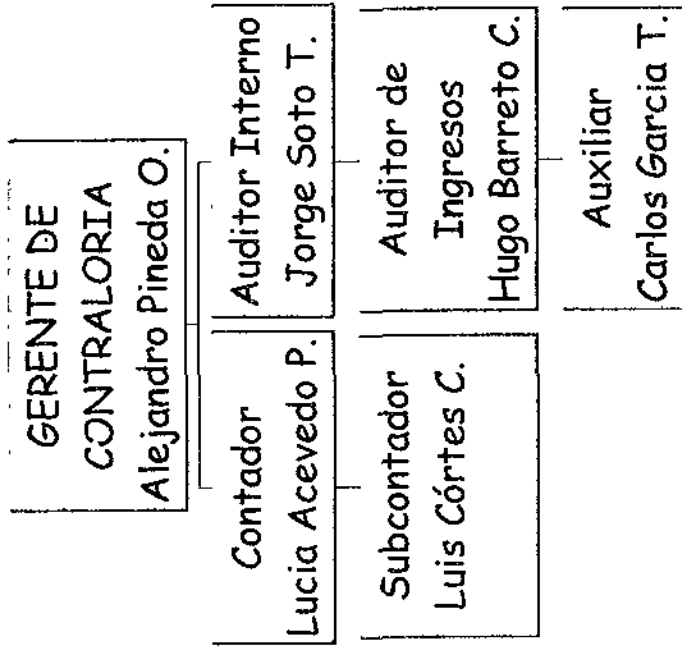 GERENTE DE
CONTRALORIA
Alejandro Pineda O.
Contador
Lucia Acevedo P.
Auditor Interno
Jorge Soto T.
Subcontador
Luis Córtes C.
Auditor de
Ingresos
Hugo Barreto C.
Auxiliar
Carlos Garcia T.